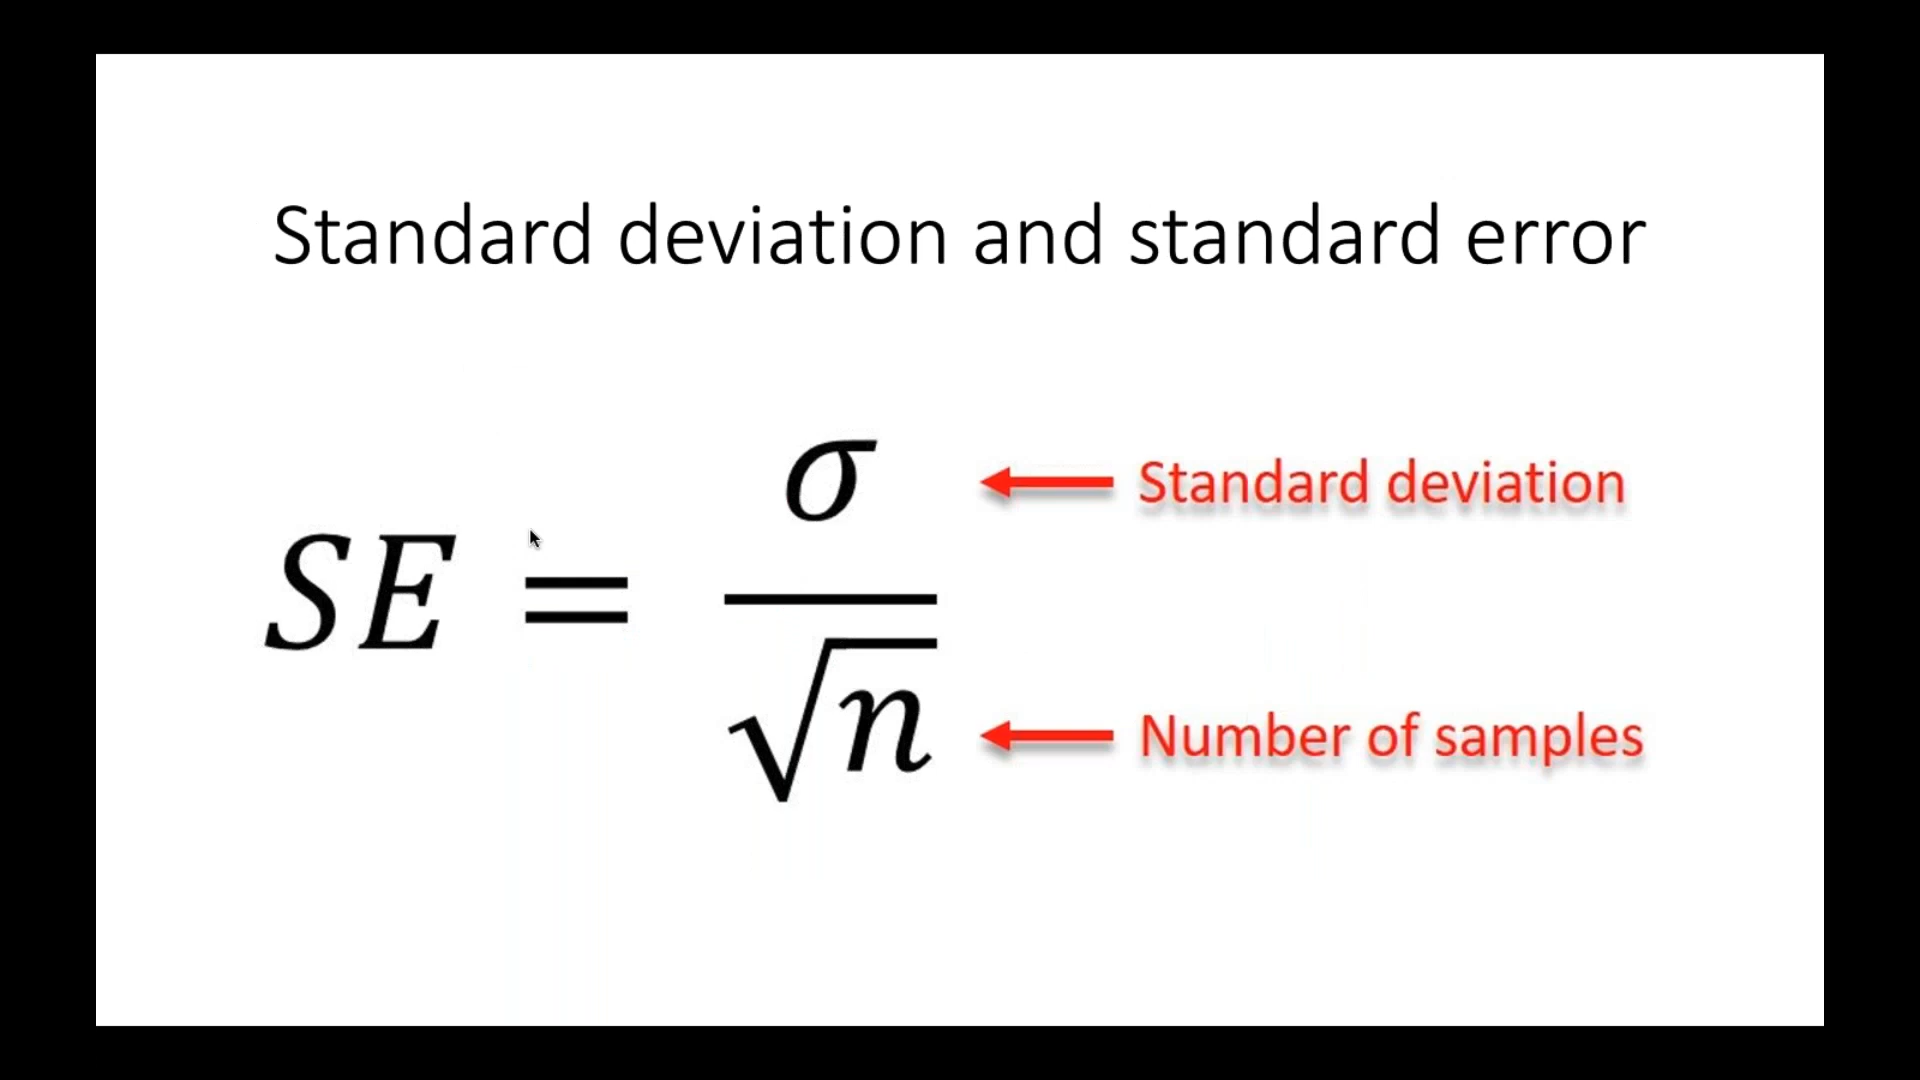 Standard deviation and standard error
SE = σ / √n
Standard deviation
Number of samples